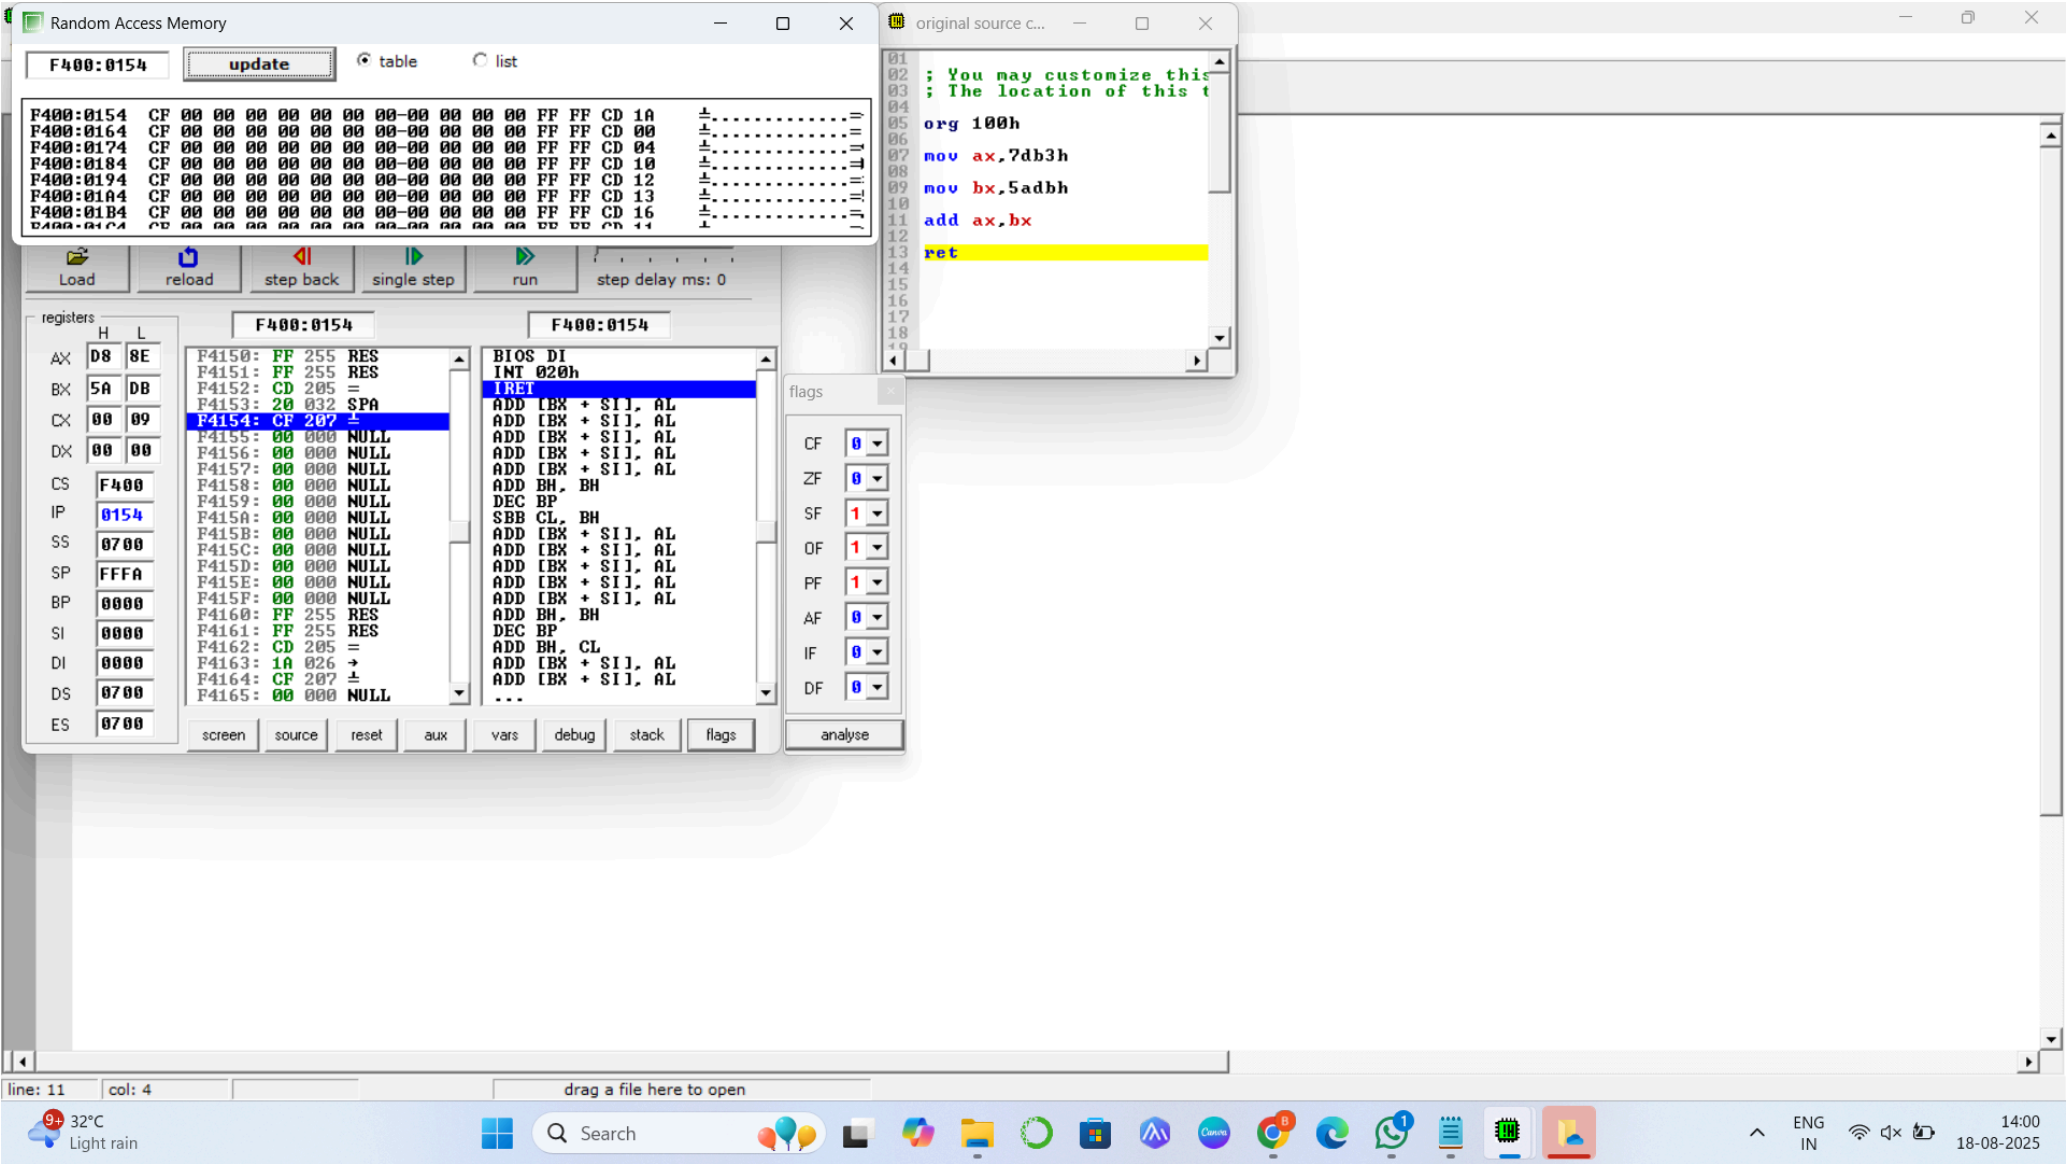 Random Access Memory
F400:0154 update table list
F400:0154 CF 00 00 00 00 00 00 00-00 00 00 00 FF FF CD 1A
F400:0164 CF 00 00 00 00 00 00 00-00 00 00 00 FF FF CD 00
F400:0174 CF 00 00 00 00 00 00 00-00 00 00 00 FF FF CD 04
F400:0184 CF 00 00 00 00 00 00 00-00 00 00 00 FF FF CD 10
F400:0194 CF 00 00 00 00 00 00 00-00 00 00 00 FF FF CD 12
F400:01A4 CF 00 00 00 00 00 00 00-00 00 00 00 FF FF CD 13
F400:01B4 CF 00 00 00 00 00 00 00-00 00 00 00 FF FF CD 16
original source c...
01
02 ; You may customize this
03 ; The location of this t
04
05 org 100h
06
07 mov ax,7db3h
08
09 mov bx,5adbh
10
11 add ax,bx
12
13 ret
14
15
16
17
18
19
Load reload step back single step run step delay ms: 0
registers
H L
AX D8 8E
BX 5A DB
CX 00 09
DX 00 00
CS F400
IP 0154
SS 0700
SP FFFA
BP 0000
SI 0000
DI 0000
DS 0700
ES 0700
F400:0154
F4150: FF 255 RES
F4151: FF 255 RES
F4152: CD 205 =
F4153: 20 032 SPA
F4154: CF 207 ╧
F4155: 00 000 NULL
F4156: 00 000 NULL
F4157: 00 000 NULL
F4158: 00 000 NULL
F4159: 00 000 NULL
F415A: 00 000 NULL
F415B: 00 000 NULL
F415C: 00 000 NULL
F415D: 00 000 NULL
F415E: 00 000 NULL
F415F: 00 000 NULL
F4160: FF 255 RES
F4161: FF 255 RES
F4162: CD 205 =
F4163: 1A 026 →
F4164: CF 207 ╧
F4165: 00 000 NULL
F400:0154
BIOS DI
INT 020h
IRET
ADD [BX + SI], AL
ADD [BX + SI], AL
ADD [BX + SI], AL
ADD [BX + SI], AL
ADD [BX + SI], AL
ADD BH, BH
DEC BP
SBB CL, BH
ADD [BX + SI], AL
ADD [BX + SI], AL
ADD [BX + SI], AL
ADD [BX + SI], AL
ADD [BX + SI], AL
ADD BH, BH
DEC BP
ADD BH, CL
ADD [BX + SI], AL
ADD [BX + SI], AL
...
screen source reset aux vars debug stack flags
flags
CF 0
ZF 0
SF 1
OF 1
PF 1
AF 0
IF 0
DF 0
analyse
line: 11 col: 4 drag a file here to open
9+ 32°C
Light rain
Search
Canva
B
1
ENG
IN
14:00
18-08-2025